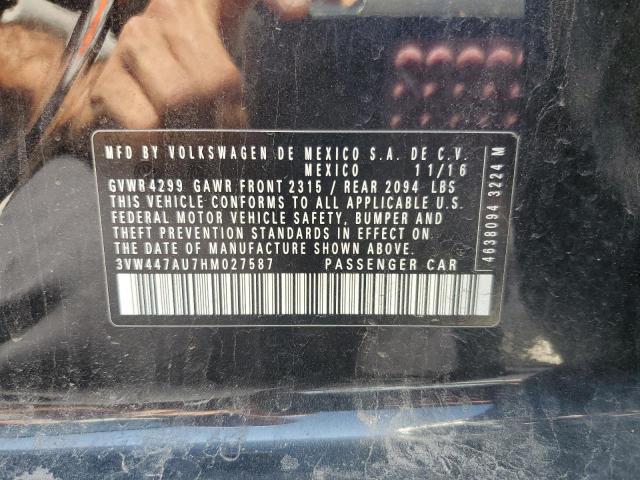 MFD BY VOLKSWAGEN DE MEXICO S.A. DE C.V.
MEXICO 11/16
GVWR 4299 GAWR FRONT 2315 / REAR 2094 LBS
THIS VEHICLE CONFORMS TO ALL APPLICABLE U.S.
FEDERAL MOTOR VEHICLE SAFETY, BUMPER AND
THEFT PREVENTION STANDARDS IN EFFECT ON
THE DATE OF MANUFACTURE SHOWN ABOVE
3VW447AU7HM027587 PASSENGER CAR
4638094 3224 M